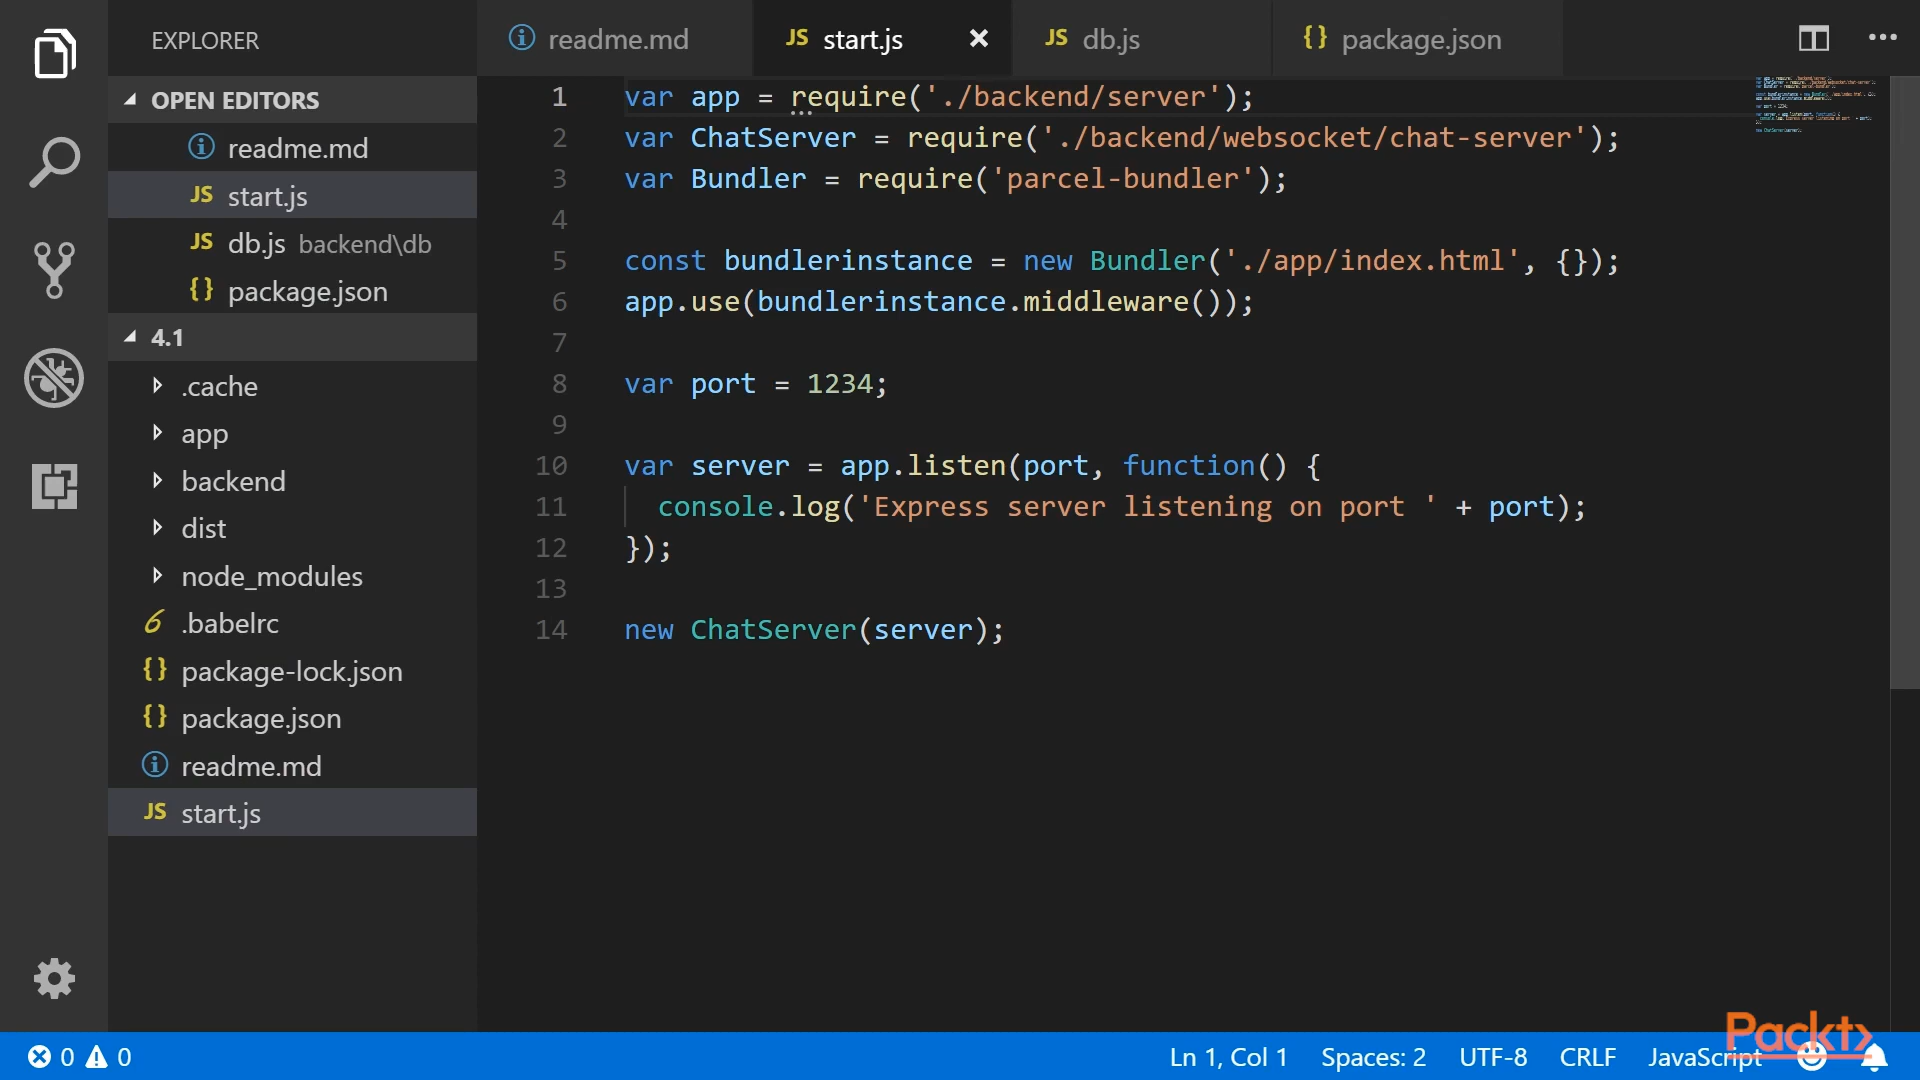 EXPLORER
OPEN EDITORS
readme.md
JS start.js
JS db.js backend\db
{} package.json
4.1
.cache
app
backend
dist
node_modules
.babelrc
{} package-lock.json
{} package.json
readme.md
JS start.js
readme.md
JS start.js
JS db.js
{} package.json
1 var app = require('./backend/server');
2 var ChatServer = require('./backend/websocket/chat-server');
3 var Bundler = require('parcel-bundler');
4
5 const bundlerinstance = new Bundler('./app/index.html', {});
6 app.use(bundlerinstance.middleware());
7
8 var port = 1234;
9
10 var server = app.listen(port, function() {
11 console.log('Express server listening on port ' + port);
12 });
13
14 new ChatServer(server);
0 0
Ln 1, Col 1 Spaces: 2 UTF-8 CRLF JavaScript
Packt>